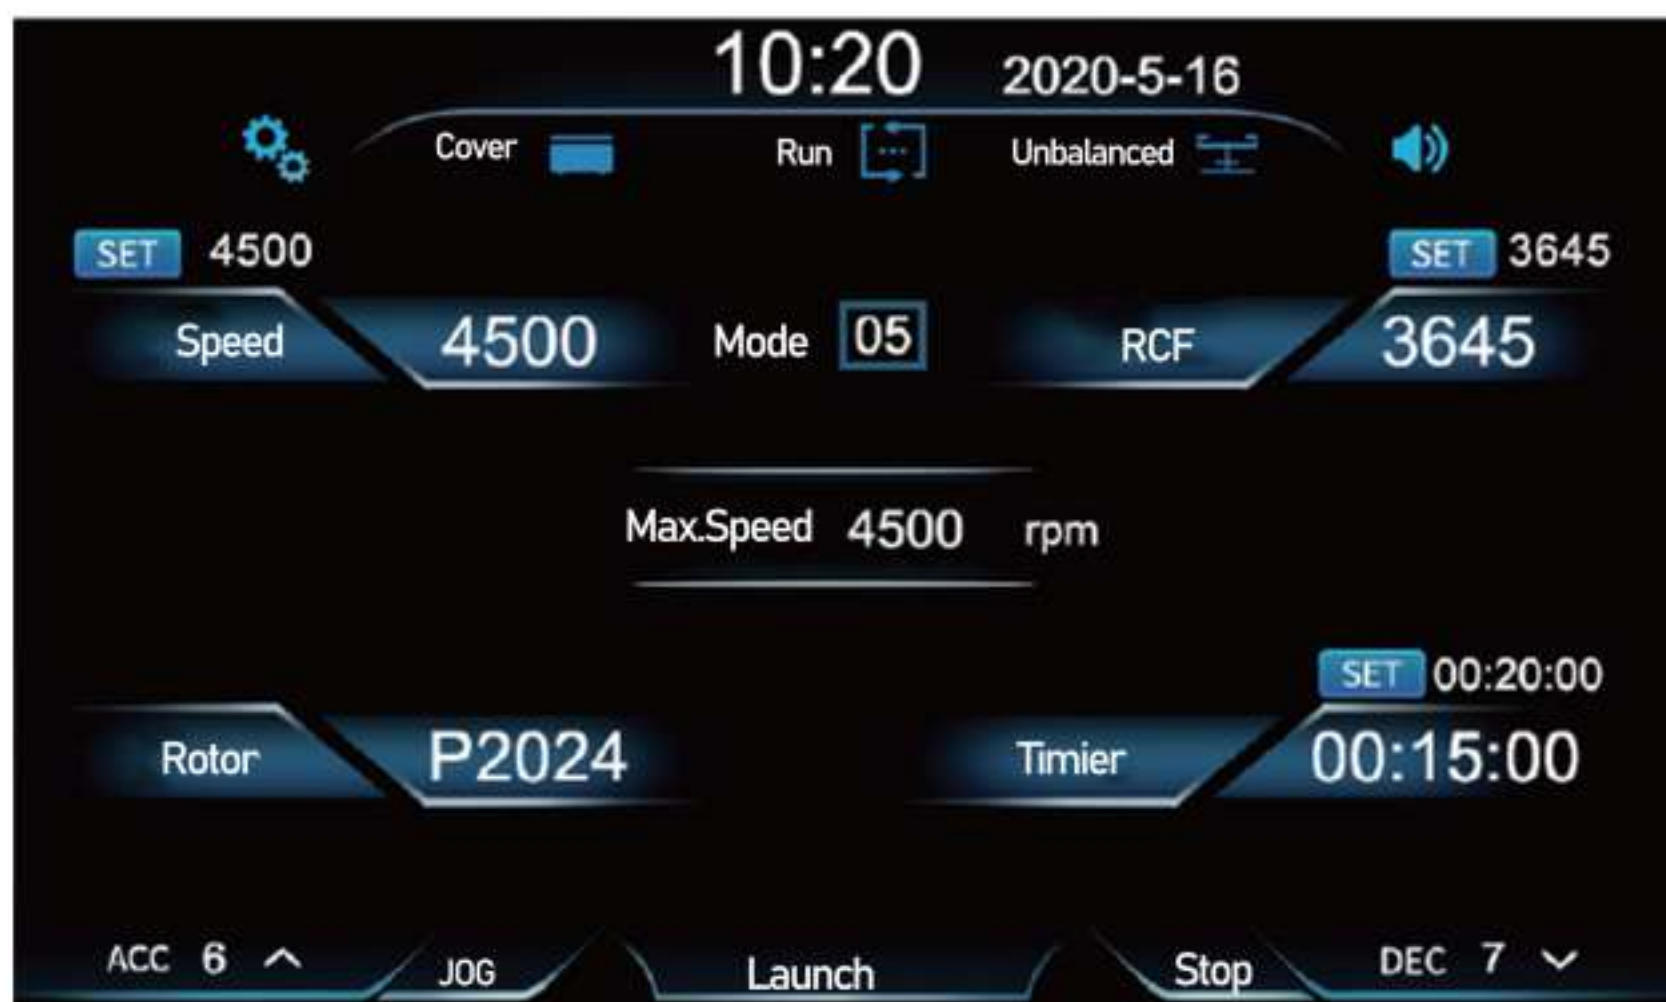 10:20 2020-5-16
Cover Run Unbalanced
SET 4500
SET 3645
Speed 4500
Mode 05
RCF 3645
Max.Speed 4500 rpm
SET 00:20:00
Rotor P2024
Timier 00:15:00
ACC 6
JOG
Launch
Stop
DEC 7